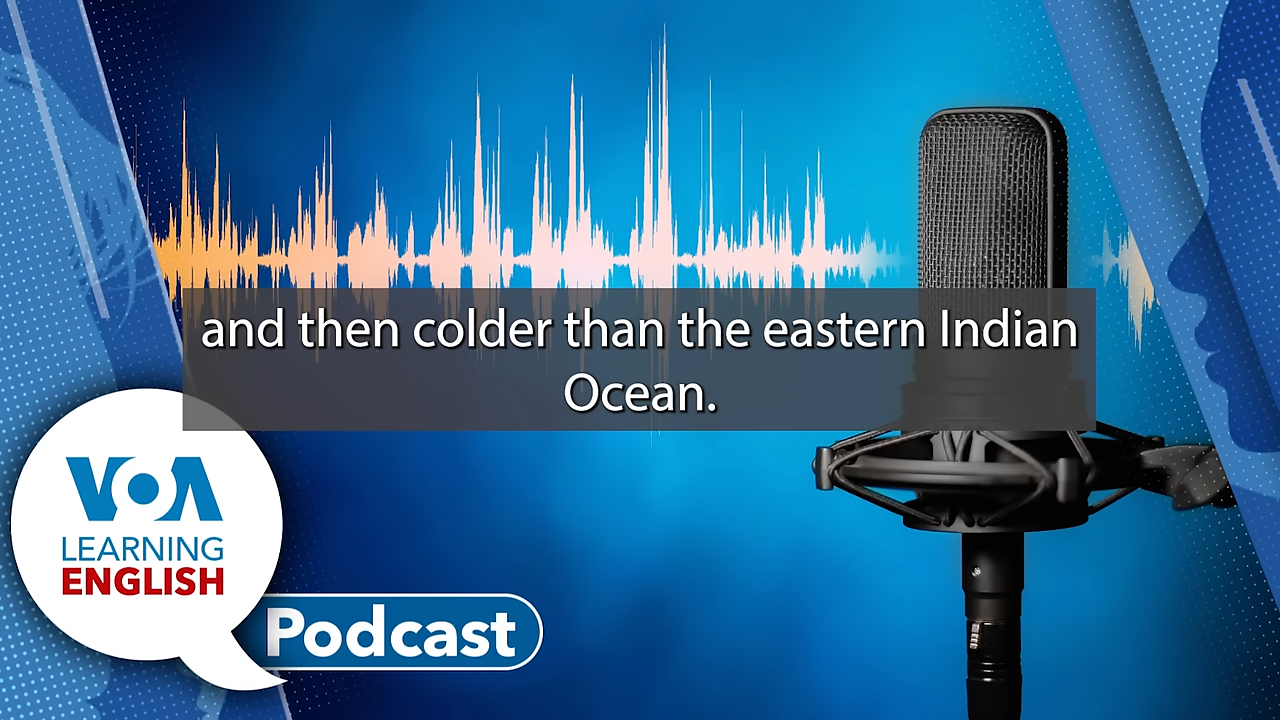 and then colder than the eastern Indian
Ocean.
VOA
LEARNING
ENGLISH
Podcast